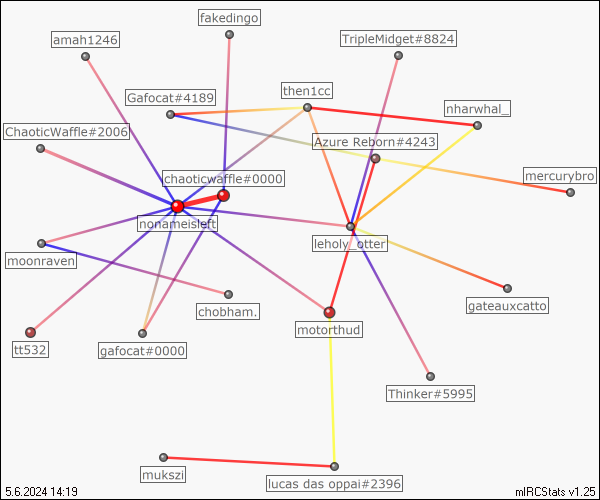 fakedingo
amah1246
TripleMidget#8824
then1cc
Gafocat#4189
nharwhal_
ChaoticWaffle#2006
Azure Reborn#4243
chaoticwaffle#0000
mercurybro
nonameisleft
leholy_otter
moonraven
chobham.
gateauxcatto
motorthud
tt532
gafocat#0000
Thinker#5995
mukszi
lucas das oppai#2396
5.6.2024 14:19
mIRCStats v1.25